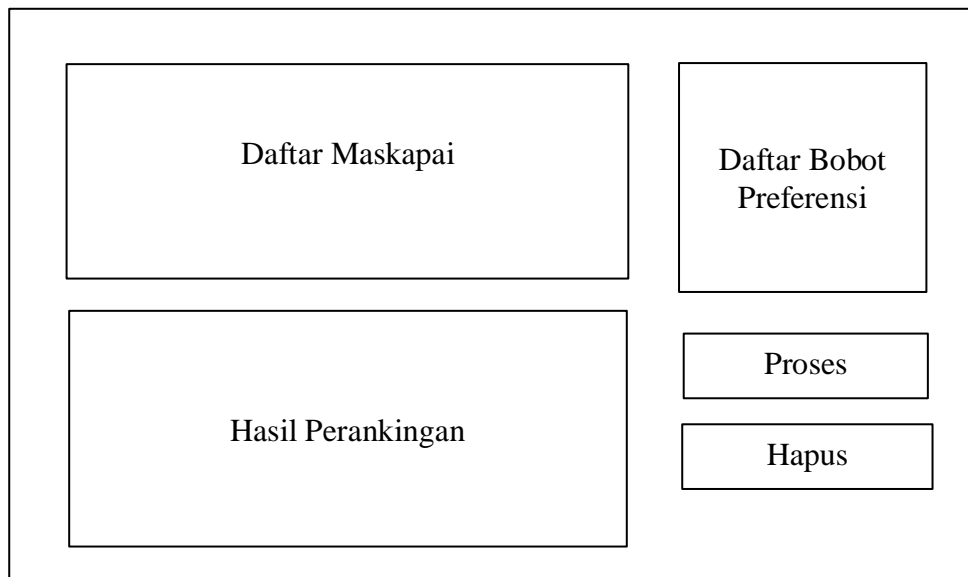 Daftar Maskapai
Daftar Bobot
Preferensi
Hasil Perankingan
Proses
Hapus